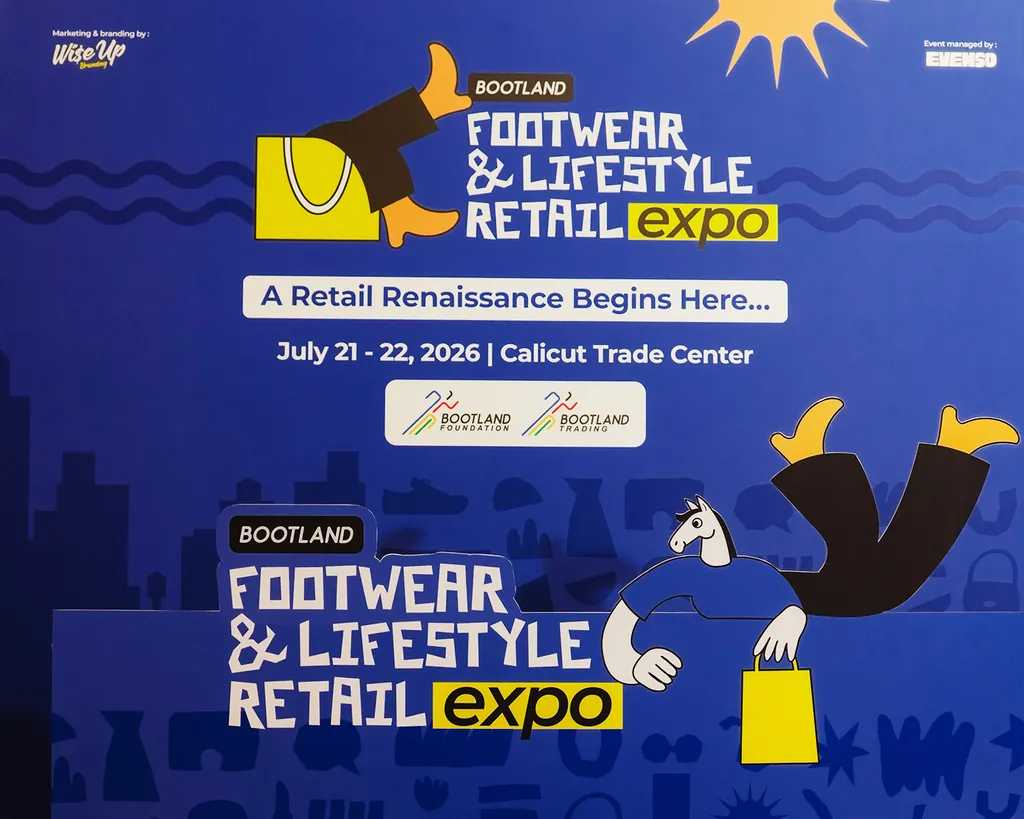 Marketing & branding by :
Wise Up
Branding
Event managed by :
EVENSO
BOOTLAND
FOOTWEAR
& LIFESTYLE
RETAIL expo
A Retail Renaissance Begins Here...
July 21 - 22, 2026 | Calicut Trade Center
BOOTLAND
FOUNDATION
BOOTLAND
TRADING
BOOTLAND
FOOTWEAR
& LIFESTYLE
RETAIL expo